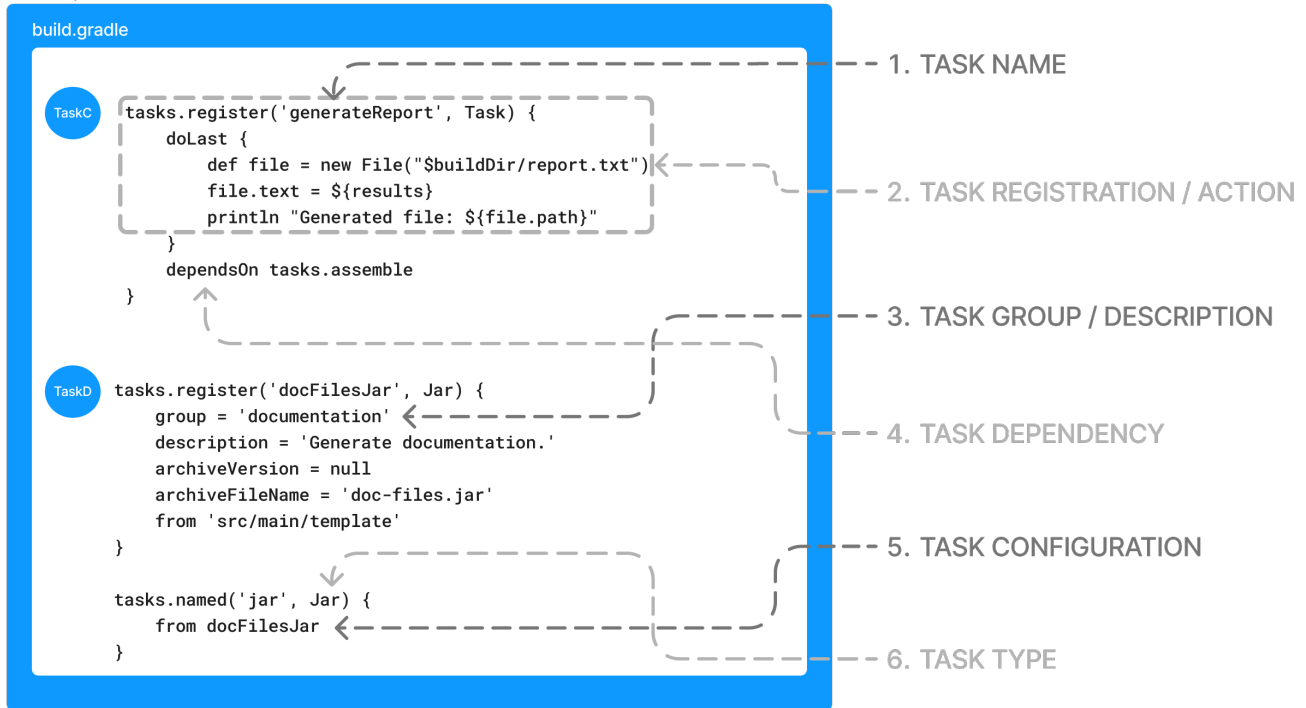 build.gradle
1. TASK NAME
TaskC
tasks.register('generateReport', Task) {
doLast {
def file = new File("$buildDir/report.txt")
file.text = ${results}
println "Generated file: ${file.path}"
}
dependsOn tasks.assemble
}
2. TASK REGISTRATION / ACTION
3. TASK GROUP / DESCRIPTION
TaskD
tasks.register('docFilesJar', Jar) {
group = 'documentation'
description = 'Generate documentation.'
archiveVersion = null
archiveFileName = 'doc-files.jar'
from 'src/main/template'
}
4. TASK DEPENDENCY
5. TASK CONFIGURATION
tasks.named('jar', Jar) {
from docFilesJar
}
6. TASK TYPE